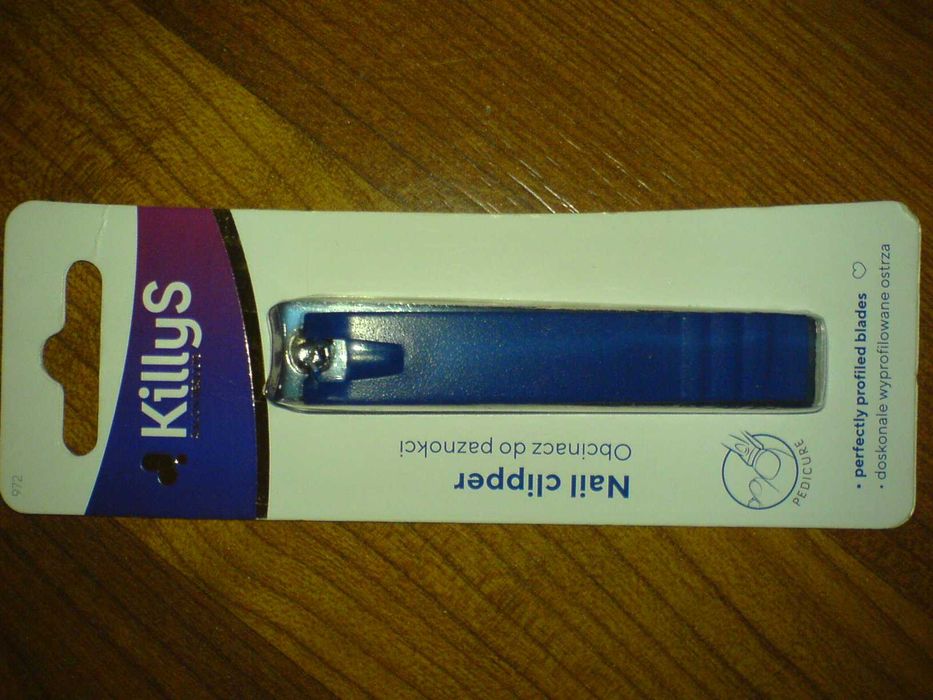 972
KillyS
Nail clipper
Obcinacz do paznokci
PEDICURE
• perfectly profiled blades ♡
• doskonale wyprofilowane ostrza